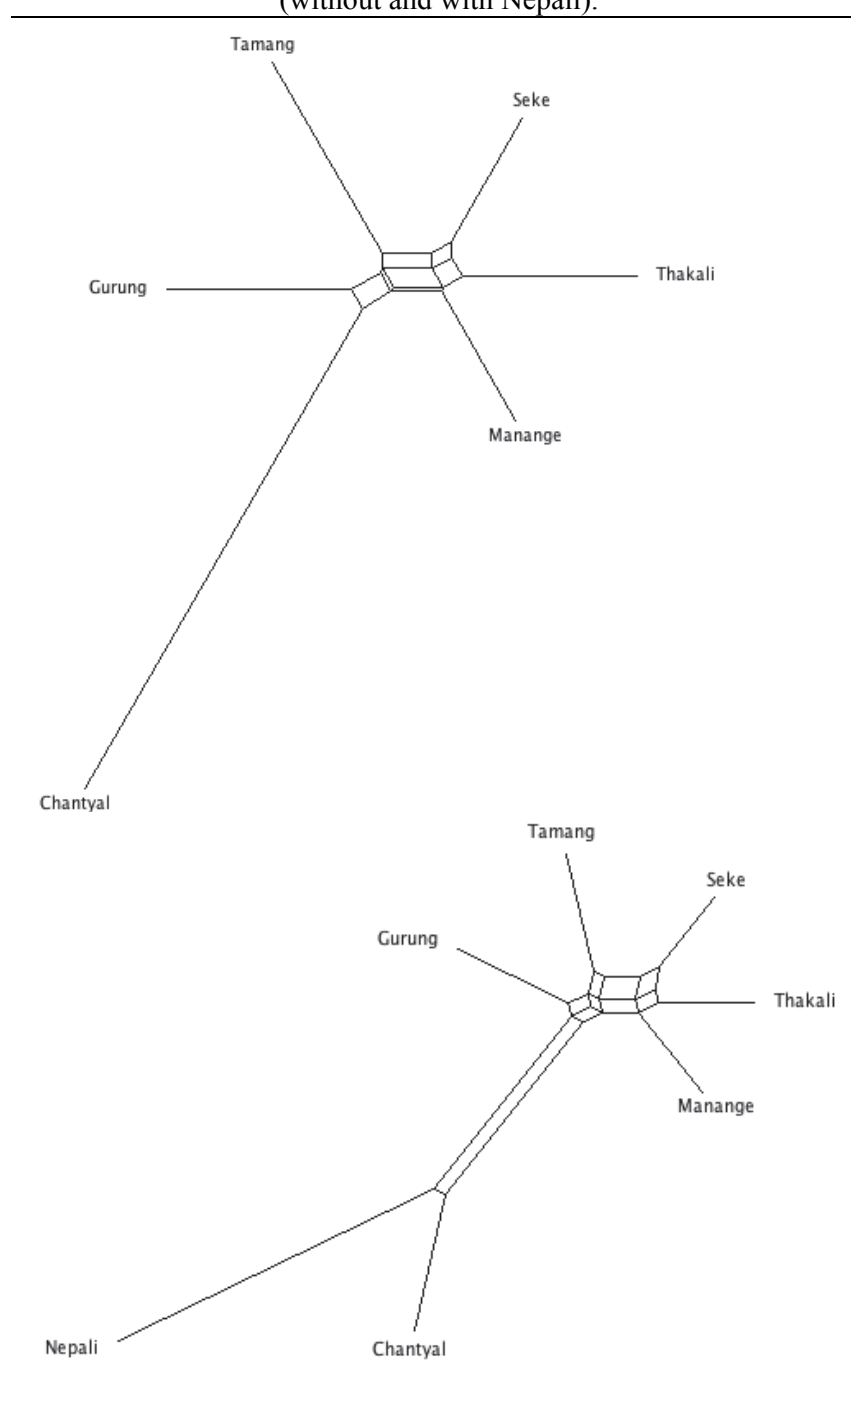 (without and with Nepali).
Tamang
Seke
Gurung
Thakali
Manange
Chantyal
Tamang
Seke
Gurung
Thakali
Manange
Nepali
Chantyal